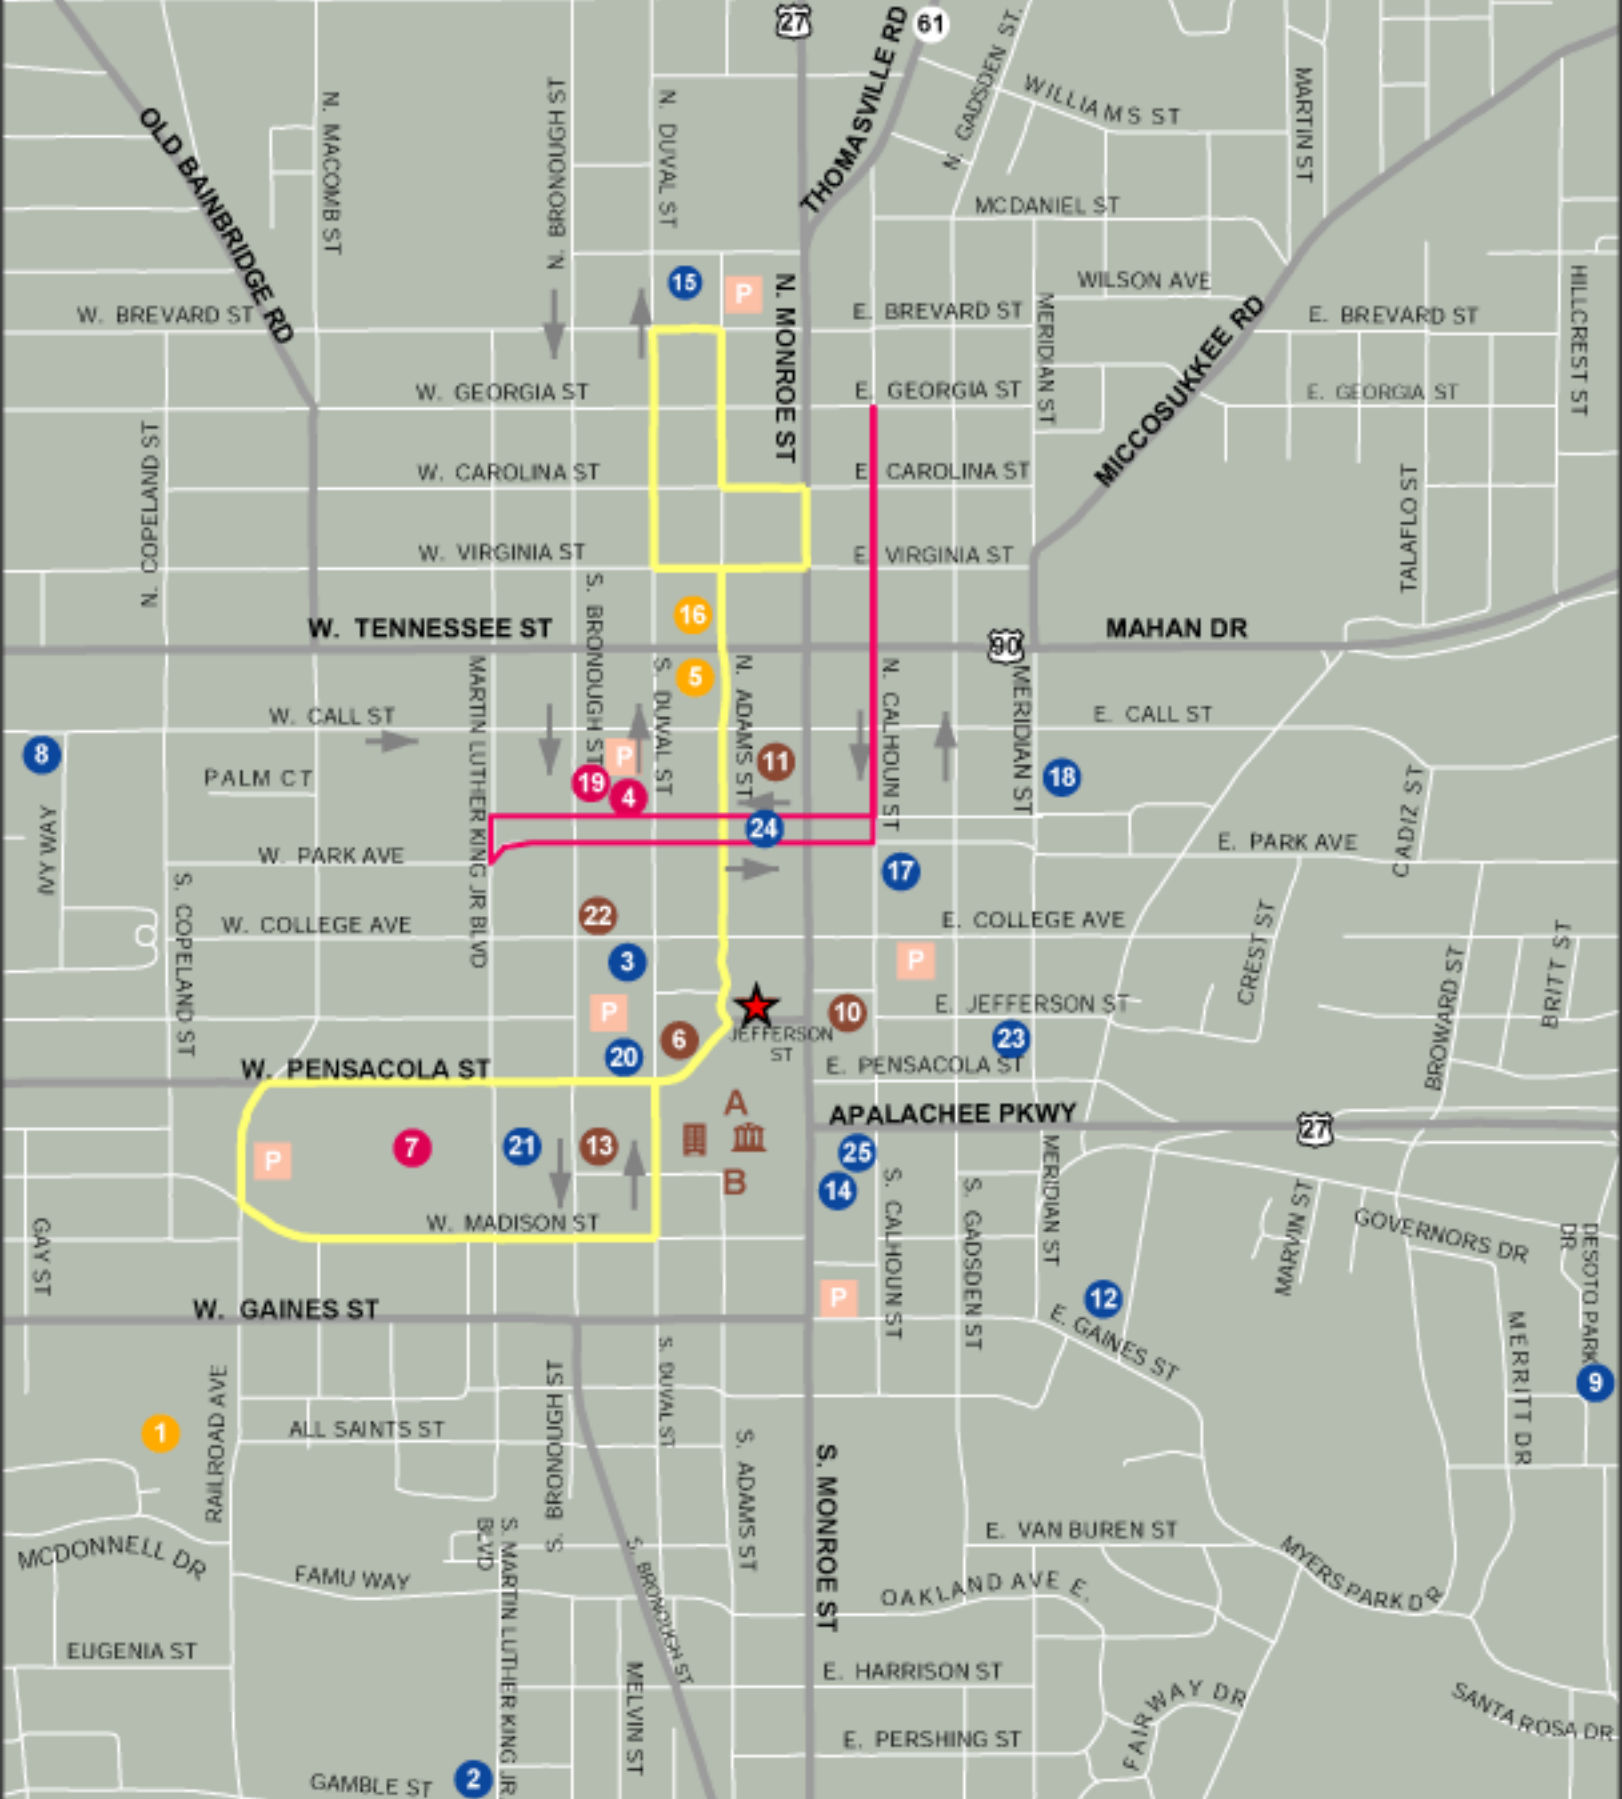 27
61
THOMASVILLE RD
N. GADSDEN ST.
WILLIAMS ST
MARTIN ST
OLD BAINBRIDGE RD
N. MACOMB ST
N. BRONOUGH ST
N. DUVAL ST
MCDANIEL ST
15
P
N. MONROE ST
WILSON AVE
HILLCREST ST
W. BREVARD ST
E. BREVARD ST
MERIDIAN ST
MICCOSUKKEE RD
E. BREVARD ST
W. GEORGIA ST
E. GEORGIA ST
E. GEORGIA ST
N. COPELAND ST
W. CAROLINA ST
E. CAROLINA ST
TALAFLO ST
W. VIRGINIA ST
E. VIRGINIA ST
S. BRONOUGH ST
16
W. TENNESSEE ST
90
MAHAN DR
5
MARTIN LUTHER KING JR BLVD
S. DUVAL ST
N. ADAMS ST
N. CALHOUN ST
MERIDIAN ST
W. CALL ST
E. CALL ST
8
P
11
PALM CT
19
4
18
CADIZ ST
24
IVY WAY
W. PARK AVE
E. PARK AVE
17
S. COPELAND ST
22
W. COLLEGE AVE
E. COLLEGE AVE
CREST ST
BROWARD ST
BRITT ST
3
P
P
10
E. JEFFERSON ST
6
JEFFERSON
ST
23
20
W. PENSACOLA ST
E. PENSACOLA ST
A
APALACHEE PKWY
27
P
7
21
13
25
B
14
MERIDIAN ST
GAY ST
W. MADISON ST
S. CALHOUN ST
S. GADSDEN ST
MARVIN ST
GOVERNORS DR
DESOTO PARK
DR
W. GAINES ST
P
12
E. GAINES ST
MERRITT DR
9
RAILROAD AVE
S. BRONOUGH ST
S. DUVAL ST
1
ALL SAINTS ST
S. ADAMS ST
S. MONROE ST
MCDONNELL DR
S. MARTIN LUTHER KING JR
BLVD
E. VAN BUREN ST
MYERS PARK DR
FAMU WAY
S. BRONOUGH ST
OAKLAND AVE E.
EUGENIA ST
MELVIN ST
E. HARRISON ST
FAIRWAY DR
SANTA ROSA DR
E. PERSHING ST
GAMBLE ST
2